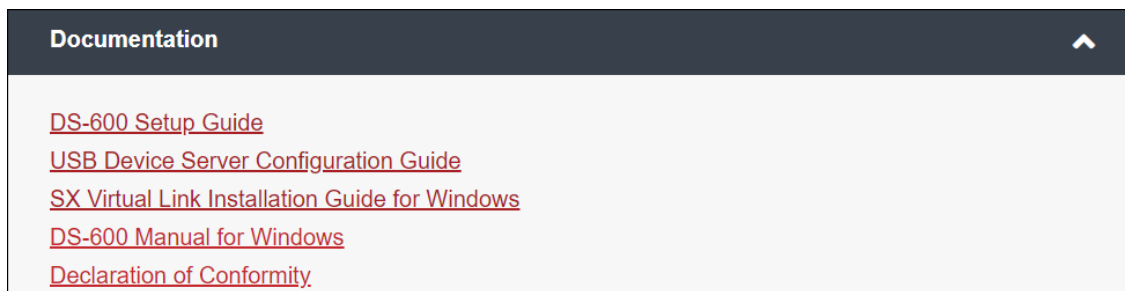 Documentation
DS-600 Setup Guide
USB Device Server Configuration Guide
SX Virtual Link Installation Guide for Windows
DS-600 Manual for Windows
Declaration of Conformity